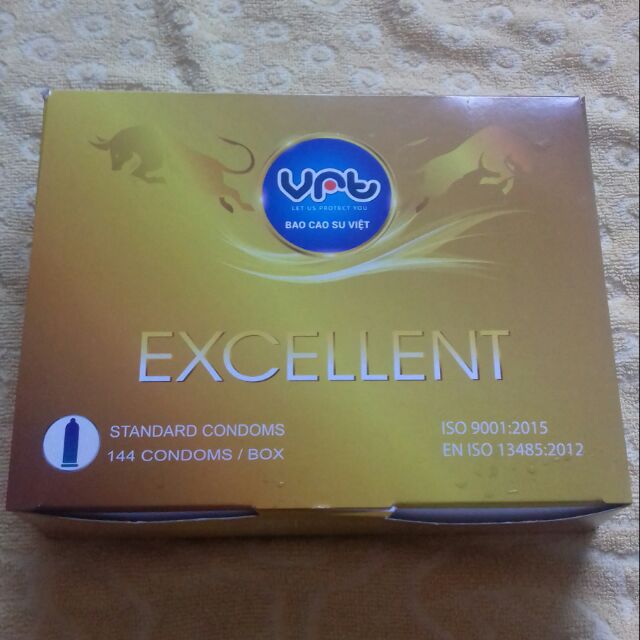 VRt
LET US PROTECT YOU
BAO CAO SU VIỆT
EXCELLENT
STANDARD CONDOMS
144 CONDOMS / BOX
ISO 9001:2015
EN ISO 13485:2012